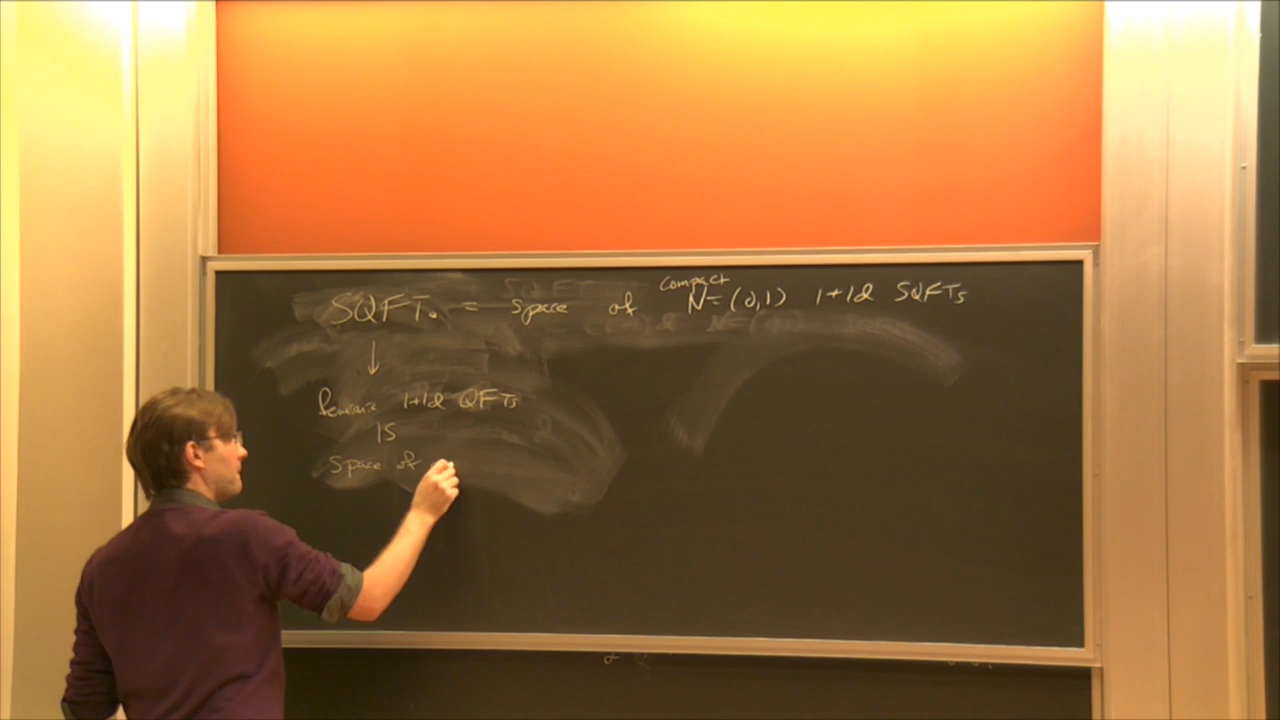 SQFT. = space of compact N=(0,1) 1+1d SQFTs
↓
fermionic 1+1d QFTs
IS
Space of